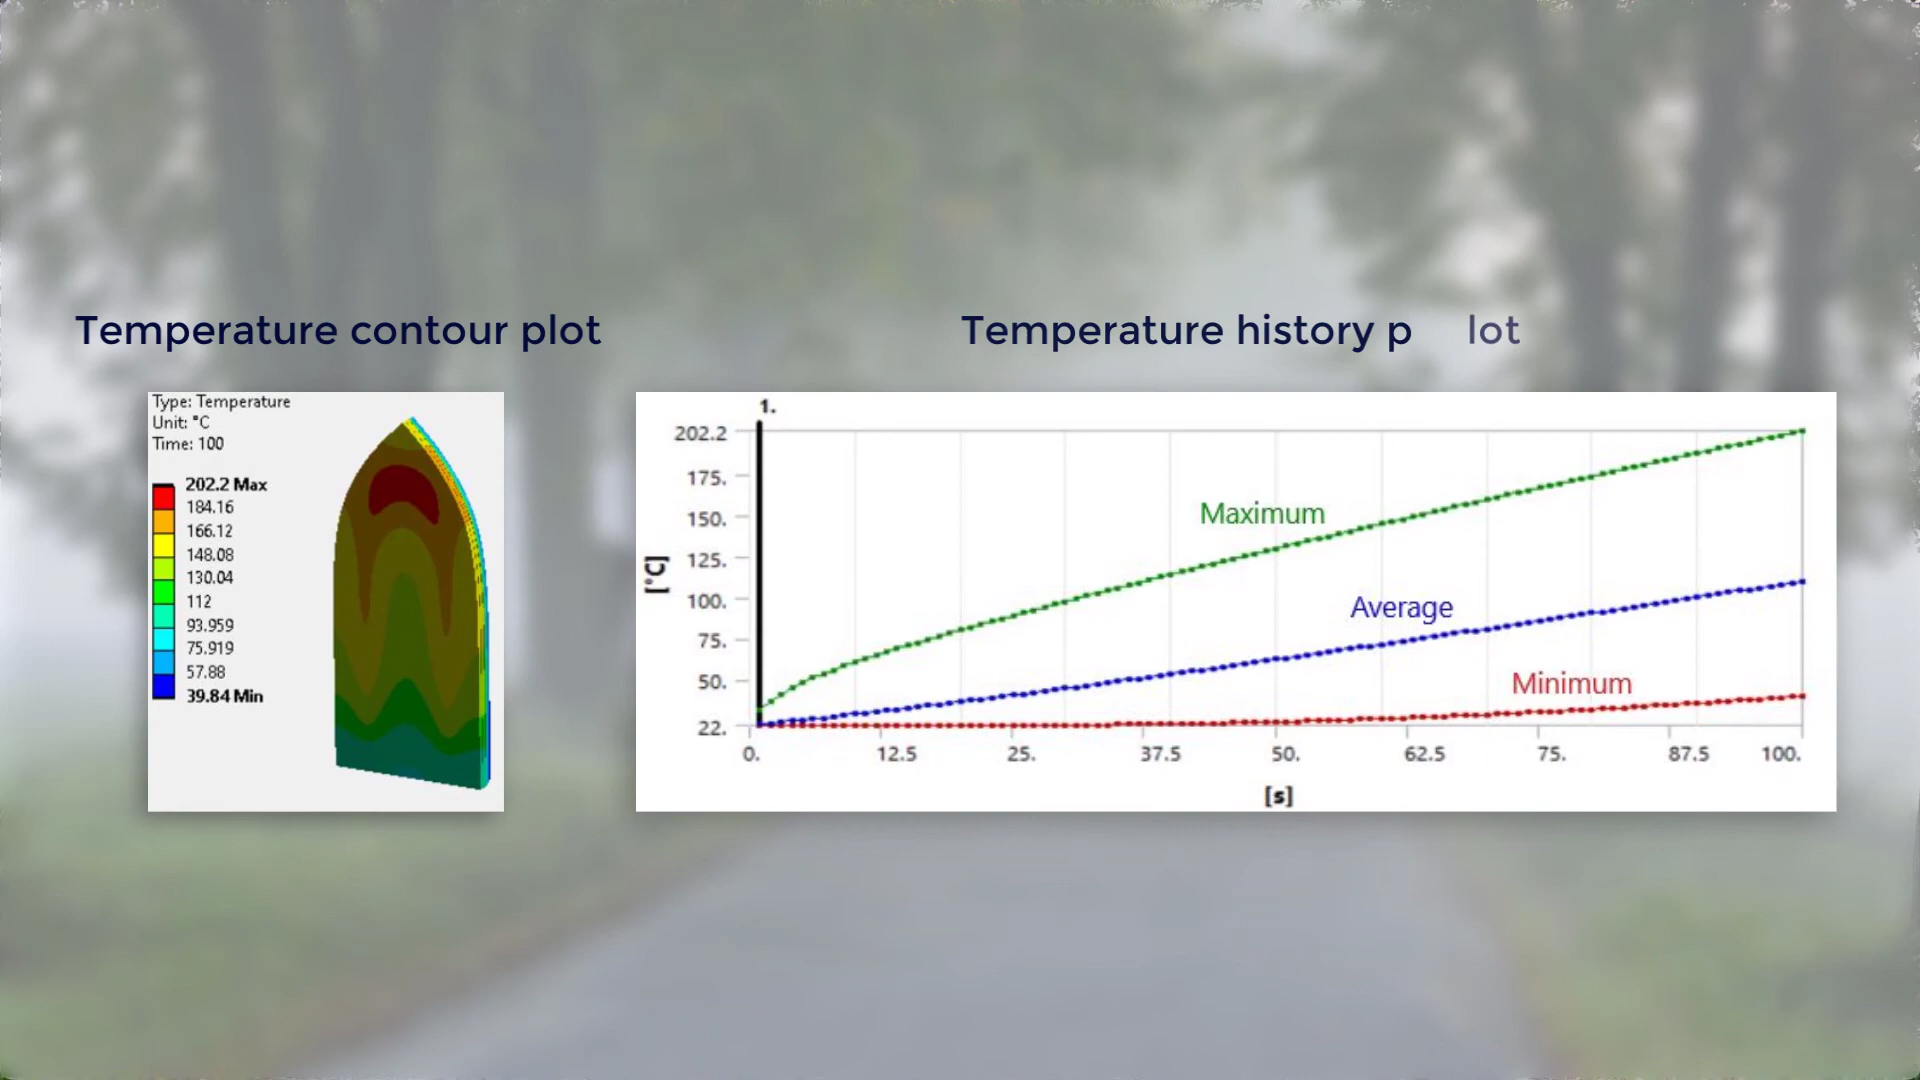 Temperature contour plot
Temperature history p lot
Type: Temperature
Unit: °C
Time: 100
202.2 Max
184.16
166.12
148.08
130.04
112
93.959
75.919
57.88
39.84 Min
1.
202.2
175.
150.
125.
100.
75.
50.
22.
[°C]
Maximum
Average
Minimum
0. 12.5 25. 37.5 50. 62.5 75. 87.5 100.
[s]